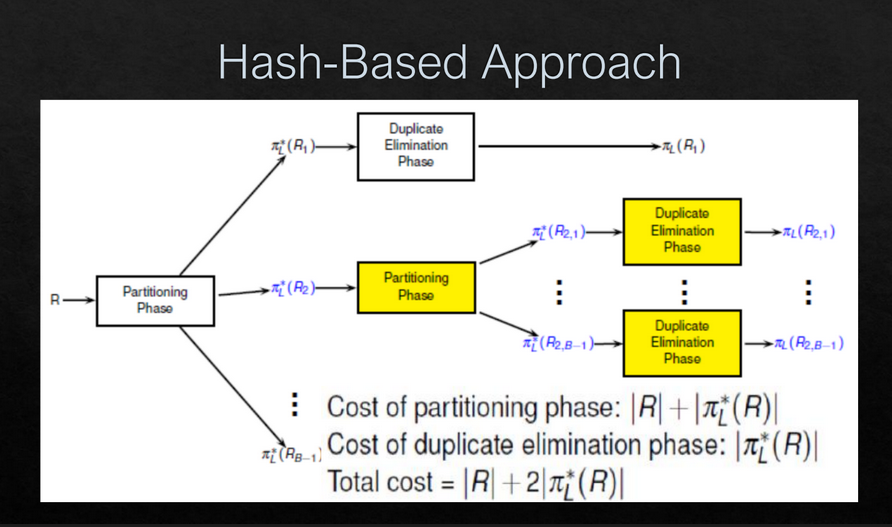 Hash-Based Approach
π*L(R1)
Duplicate
Elimination
Phase
πL(R1)
R
Partitioning
Phase
π*L(R2)
Partitioning
Phase
π*L(R2,1)
Duplicate
Elimination
Phase
πL(R2,1)
⋮ ⋮ ⋮
π*L(R2,B−1)
Duplicate
Elimination
Phase
πL(R2,B−1)
⋮
π*L(RB−1)
Cost of partitioning phase: |R| + |π*L(R)|
Cost of duplicate elimination phase: |π*L(R)|
Total cost = |R| + 2|π*L(R)|